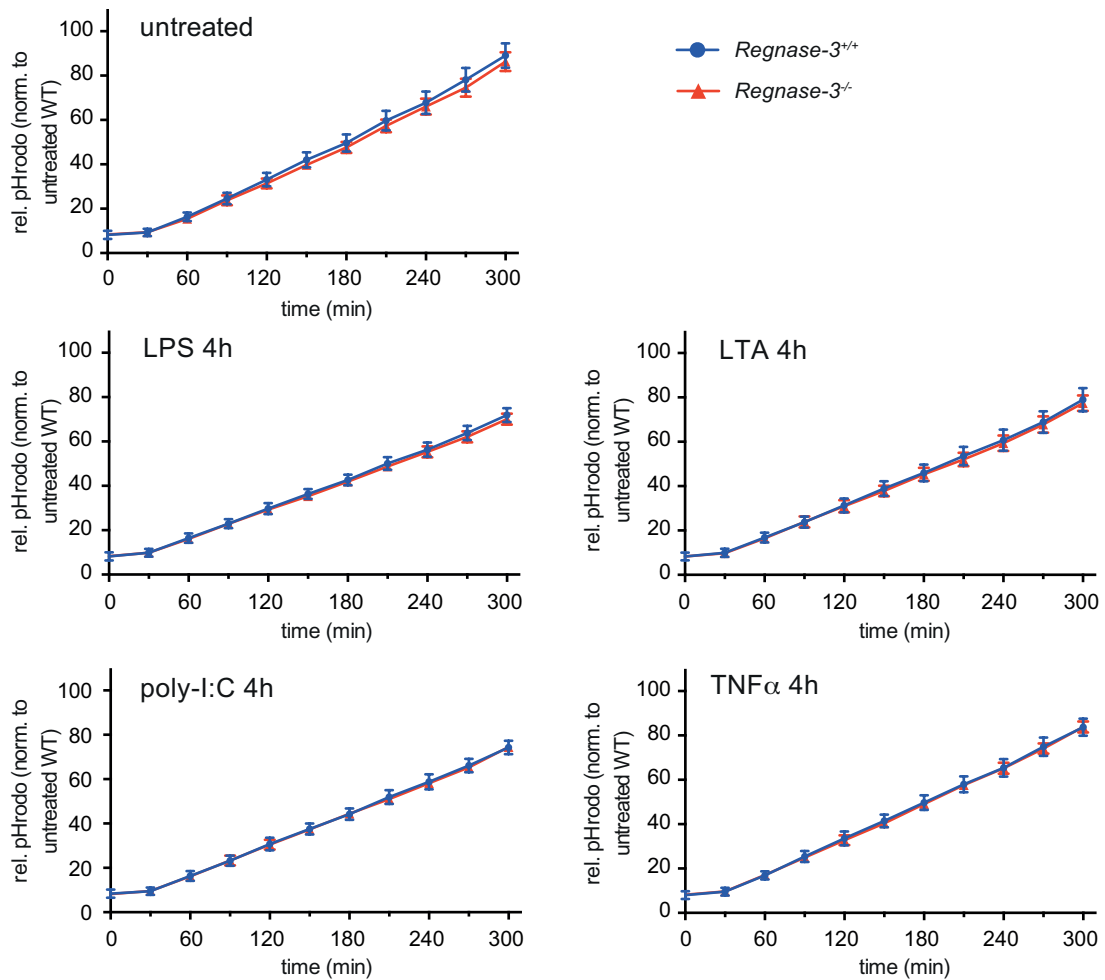 untreated
rel. pHrodo (norm. to
untreated WT)
100
80
60
40
20
0
0 60 120 180 240 300
time (min)
Regnase-3+/+
Regnase-3-/-
LPS 4h
rel. pHrodo (norm. to
untreated WT)
100
80
60
40
20
0
0 60 120 180 240 300
time (min)
LTA 4h
rel. pHrodo (norm. to
untreated WT)
100
80
60
40
20
0
0 60 120 180 240 300
time (min)
poly-I:C 4h
rel. pHrodo (norm. to
untreated WT)
100
80
60
40
20
0
0 60 120 180 240 300
time (min)
TNFα 4h
rel. pHrodo (norm. to
untreated WT)
100
80
60
40
20
0
0 60 120 180 240 300
time (min)